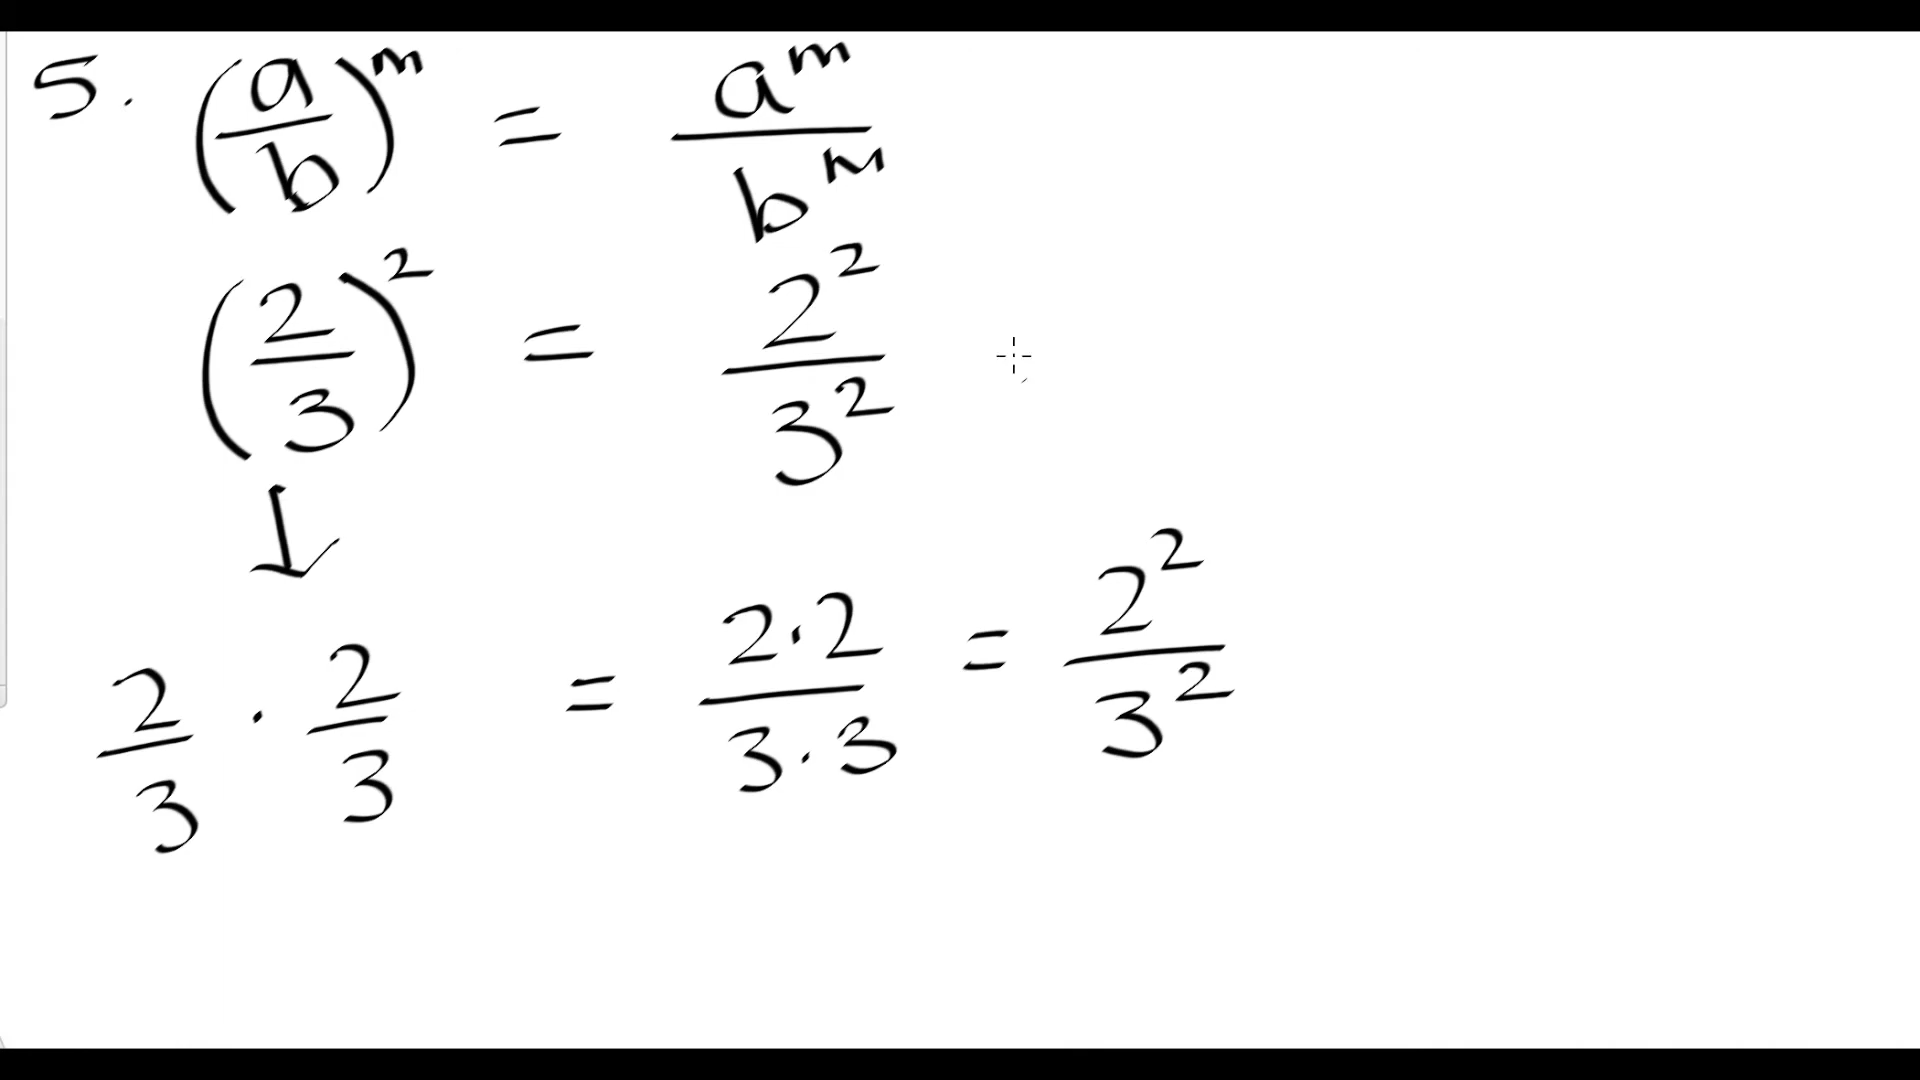 5. (a/b)^m = a^m/b^m
(2/3)^2 = 2^2/3^2
2/3 · 2/3 = 2·2/3·3 = 2^2/3^2